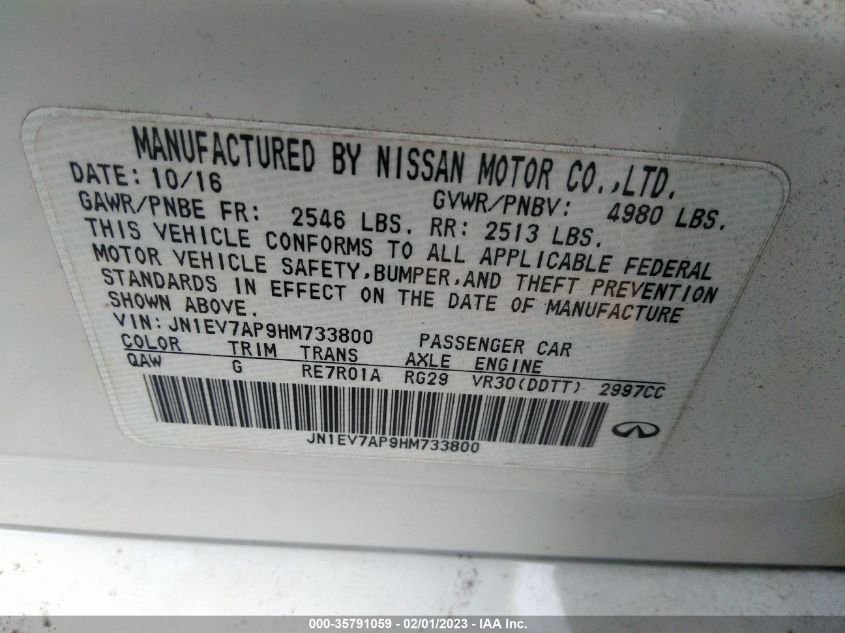 MANUFACTURED BY NISSAN MOTOR CO.,LTD.
DATE: 10/16 GVWR/PNBV: 4980 LBS.
GAWR/PNBE FR: 2546 LBS. RR: 2513 LBS.
THIS VEHICLE CONFORMS TO ALL APPLICABLE FEDERAL
MOTOR VEHICLE SAFETY,BUMPER,AND THEFT PREVENTION
STANDARDS IN EFFECT ON THE DATE OF MANUFACTURE
SHOWN ABOVE.
VIN: JN1EV7AP9HM733800 PASSENGER CAR
COLOR TRIM TRANS AXLE ENGINE
QAW G RE7R01A RG29 VR30(DDTT) 2997CC
JN1EV7AP9HM733800
000-35791059 - 02/01/2023 - IAA Inc.